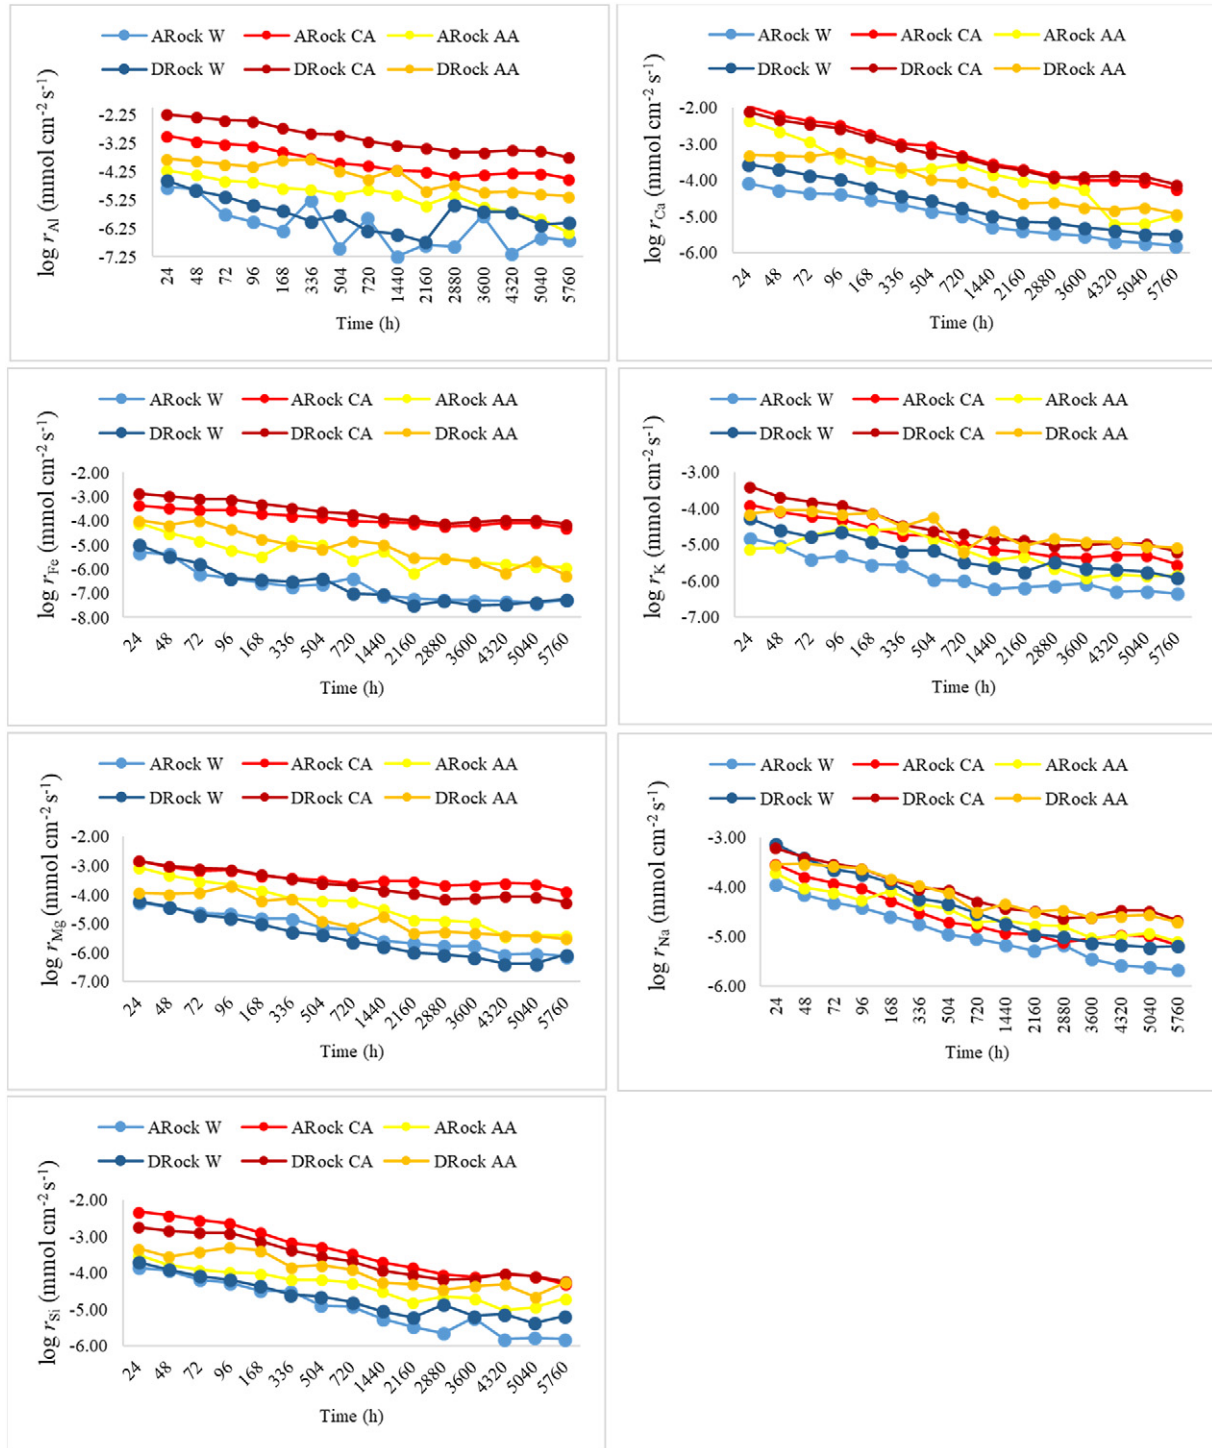 ARock W ARock CA ARock AA
DRock W DRock CA DRock AA
log r_Al (mmol cm⁻² s⁻¹)
-2.25
-3.25
-4.25
-5.25
-6.25
-7.25
24 48 72 96 168 336 504 720 1440 2160 2880 3600 4320 5040 5760
Time (h)
ARock W ARock CA ARock AA
DRock W DRock CA DRock AA
log r_Ca (mmol cm⁻² s⁻¹)
-2.00
-3.00
-4.00
-5.00
-6.00
24 48 72 96 168 336 504 720 1440 2160 2880 3600 4320 5040 5760
Time (h)
ARock W ARock CA ARock AA
DRock W DRock CA DRock AA
log r_Fe (mmol cm⁻² s⁻¹)
-2.00
-3.00
-4.00
-5.00
-6.00
-7.00
-8.00
24 48 72 96 168 336 504 720 1440 2160 2880 3600 4320 5040 5760
Time (h)
ARock W ARock CA ARock AA
DRock W DRock CA DRock AA
log r_K (mmol cm⁻² s⁻¹)
-3.00
-4.00
-5.00
-6.00
-7.00
24 48 72 96 168 336 504 720 1440 2160 2880 3600 4320 5040 5760
Time (h)
ARock W ARock CA ARock AA
DRock W DRock CA DRock AA
log r_Mg (mmol cm⁻² s⁻¹)
-2.00
-3.00
-4.00
-5.00
-6.00
-7.00
24 48 72 96 168 336 504 720 1440 2160 2880 3600 4320 5040 5760
Time (h)
ARock W ARock CA ARock AA
DRock W DRock CA DRock AA
log r_Na (mmol cm⁻² s⁻¹)
-3.00
-4.00
-5.00
-6.00
24 48 72 96 168 336 504 720 1440 2160 2880 3600 4320 5040 5760
Time (h)
ARock W ARock CA ARock AA
DRock W DRock CA DRock AA
log r_Si (mmol cm⁻² s⁻¹)
-2.00
-3.00
-4.00
-5.00
-6.00
24 48 72 96 168 336 504 720 1440 2160 2880 3600 4320 5040 5760
Time (h)